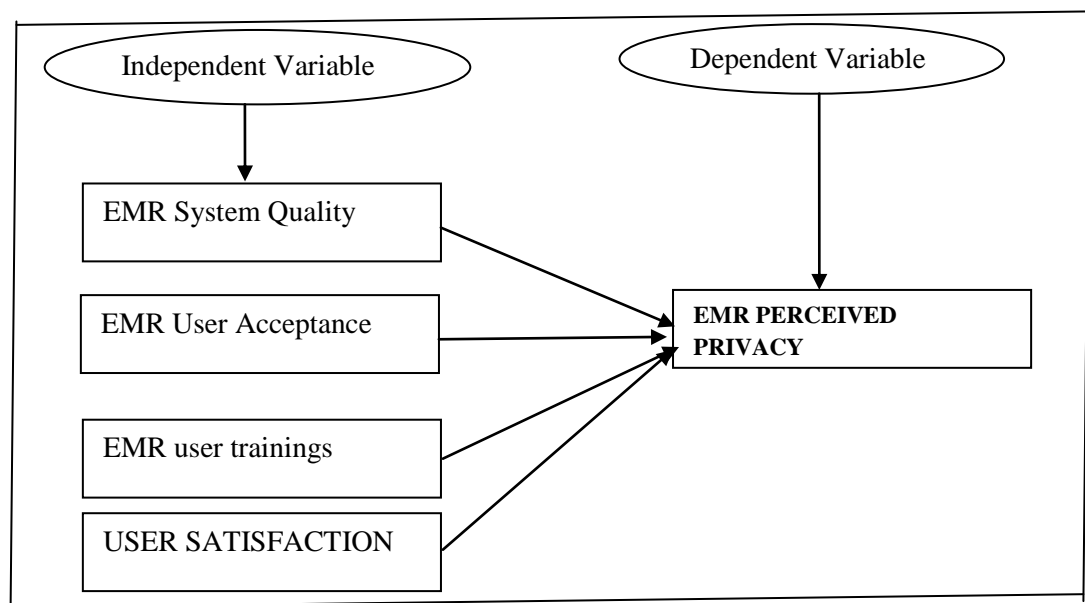 Independent Variable
Dependent Variable
EMR System Quality
EMR User Acceptance
EMR PERCEIVED
PRIVACY
EMR user trainings
USER SATISFACTION